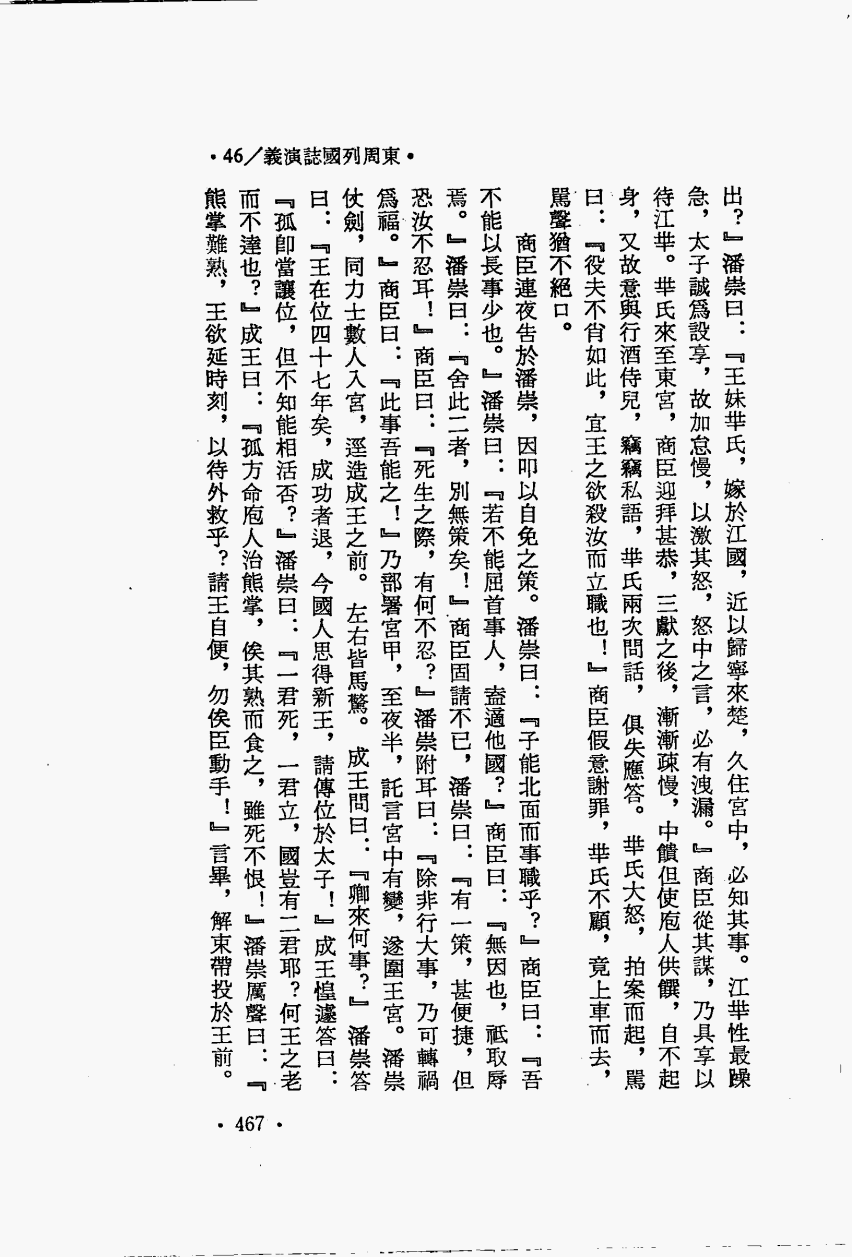 •46╱義演誌國列周東•
出？』潘崇曰：『王妹芈氏，嫁於江國，近以歸寧來楚，久住宮中，必知其事。江芈性最躁
急，太子誠爲設享，故加怠慢，以激其怒，怒中之言，必有洩漏。』商臣從其謀，乃具享以
待江芈。芈氏來至東宮，商臣迎拜甚恭，三獻之後，漸漸疎慢，中饋但使庖人供饌，自不起
身，又故意與行酒侍兒，竊竊私語，芈氏兩次問話，俱失應答。芈氏大怒，拍案而起，駡
曰：『役夫不肖如此，宜王之欲殺汝而立職也！』商臣假意謝罪，芈氏不顧，竟上車而去，
駡聲猶不絕口。
商臣連夜告於潘崇，因叩以自免之策。潘崇曰：『子能北面而事職乎？』商臣曰：『吾
不能以長事少也。』潘崇曰：『若不能屈首事人，盍適他國？』商臣曰：『無因也，祗取辱
焉。』潘崇曰：『舍此二者，別無策矣！』商臣固請不已，潘崇曰：『有一策，甚便捷，但
恐汝不忍耳！』商臣曰：『死生之際，有何不忍？』潘崇附耳曰：『除非行大事，乃可轉禍
爲福。』商臣曰：『此事吾能之！』乃部署宮甲，至夜半，託言宮中有變，遂圍王宮。潘崇
仗劍，同力士數人入宮，逕造成王之前。左右皆馬驚。成王問曰：『卿來何事？』潘崇答
曰：『王在位四十七年矣，成功者退，今國人思得新王，請傳位於太子！』成王惶遽答曰：
『孤卽當讓位，但不知能相活否？』潘崇曰：『一君死，一君立，國豈有二君耶？何王之老
而不達也？』成王曰：『孤方命庖人治熊掌，俟其熟而食之，雖死不恨！』潘崇厲聲曰：『
熊掌難熟，王欲延時刻，以待外救乎？請王自便，勿俟臣動手！』言畢，解束帶投於王前。
•467•